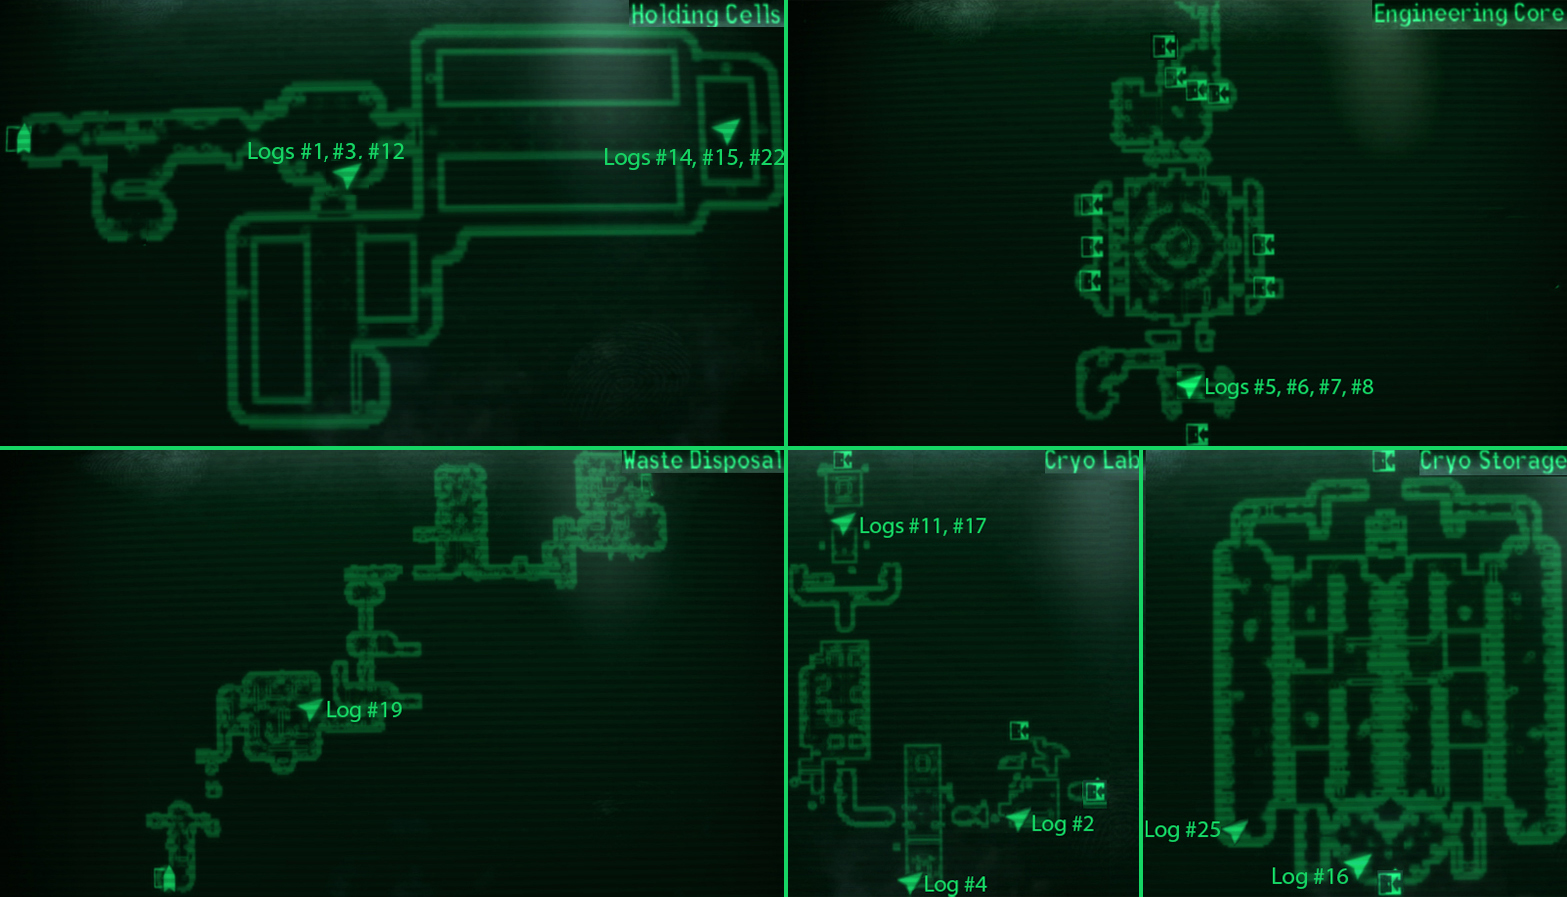 Holding Cells
Logs #1, #3. #12
Logs #14, #15, #22
Engineering Core
Logs #5, #6, #7, #8
Waste Disposal
Log #19
Cryo Lab
Logs #11, #17
Log #2
Log #4
Cryo Storage
Log #25
Log #16